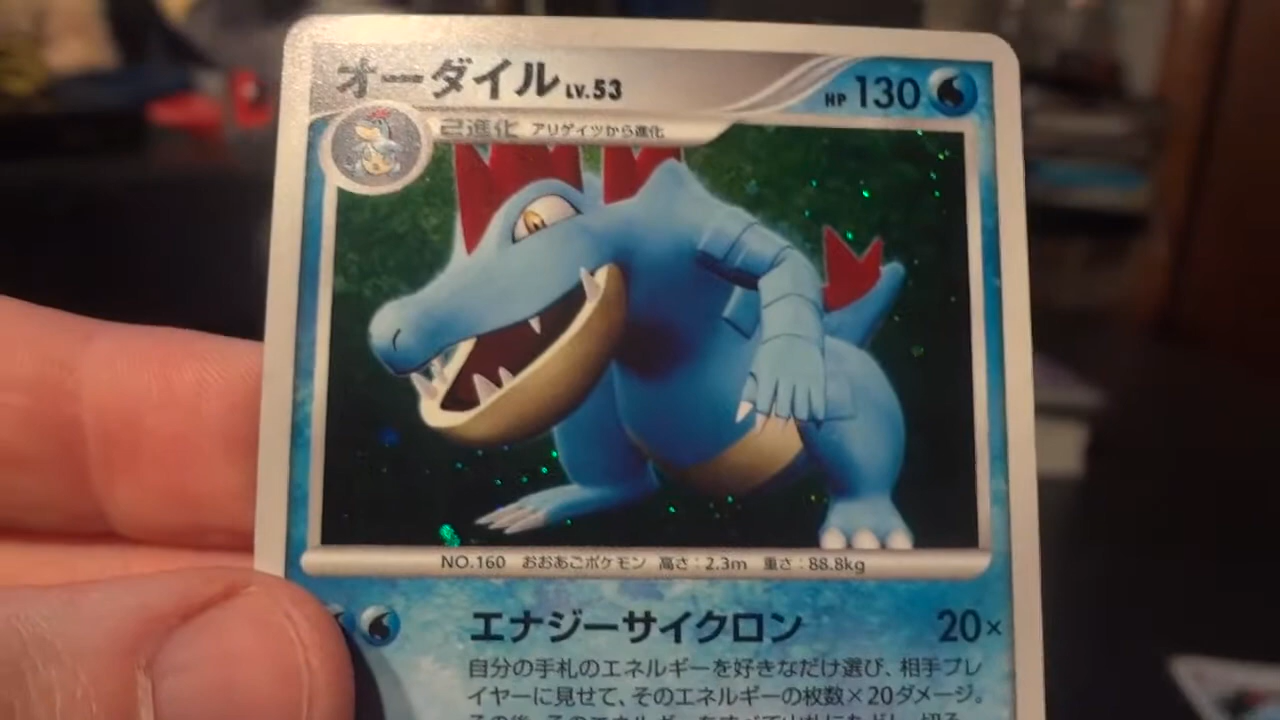 オーダイル LV.53 HP 130
2進化 アリゲイツから進化
NO.160 おおあごポケモン 高さ:2.3m 重さ:88.8kg
エナジーサイクロン 20×
自分の手札のエネルギーを好きなだけ選び、相手プレ
イヤーに見せて、そのエネルギーの枚数×20ダメージ。